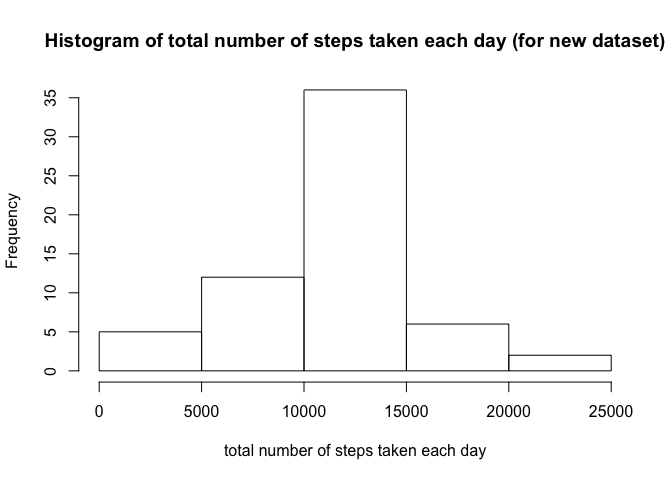 Histogram of total number of steps taken each day (for new dataset)
Frequency
35
30
25
20
15
10
5
0
0 5000 10000 15000 20000 25000
total number of steps taken each day